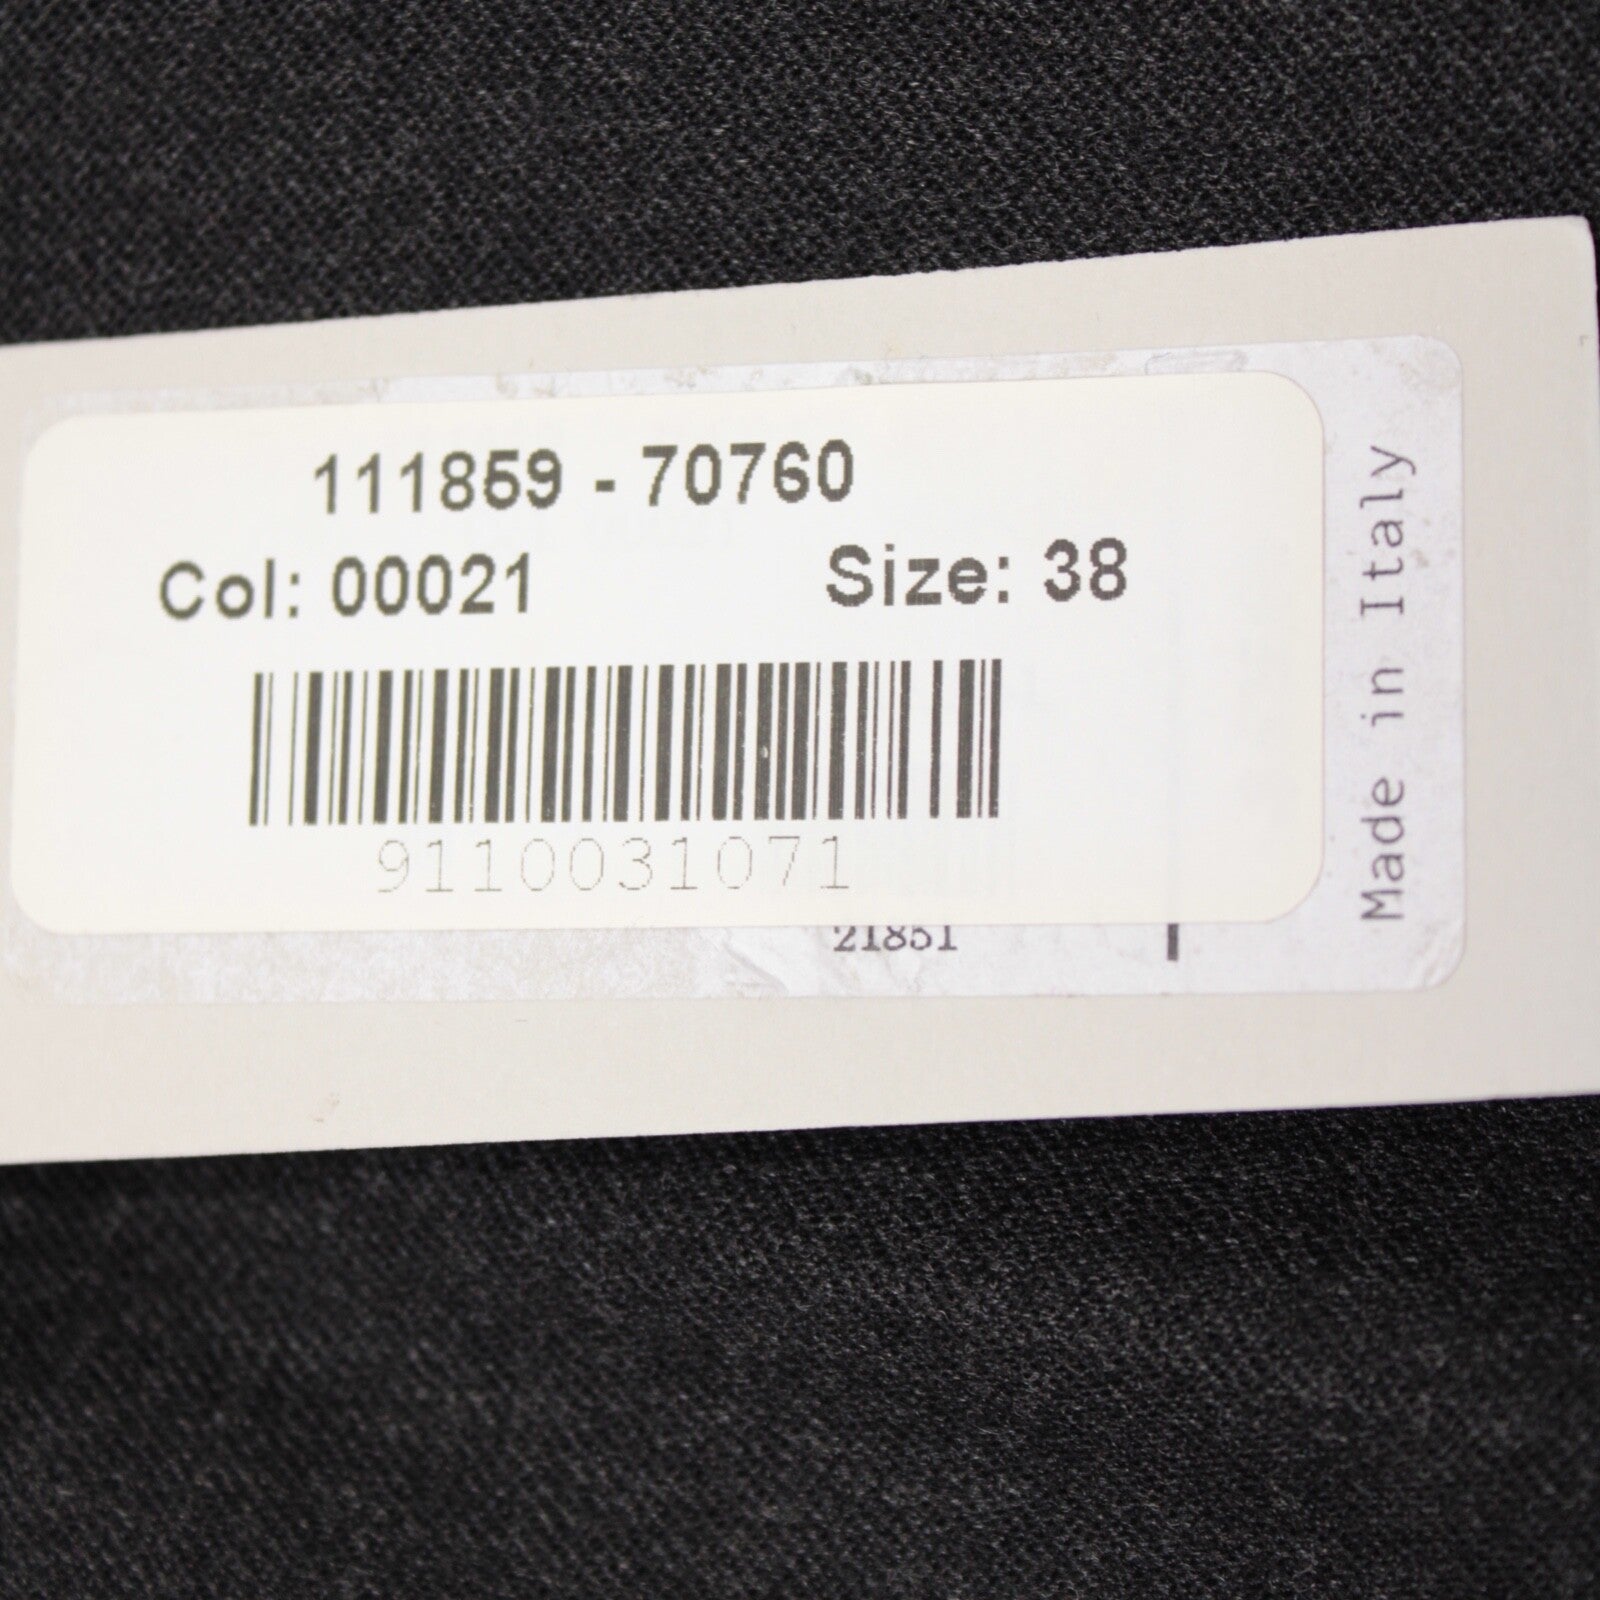 111859 - 70760
Col: 00021 Size: 38
9110031071
21851
Made in Italy